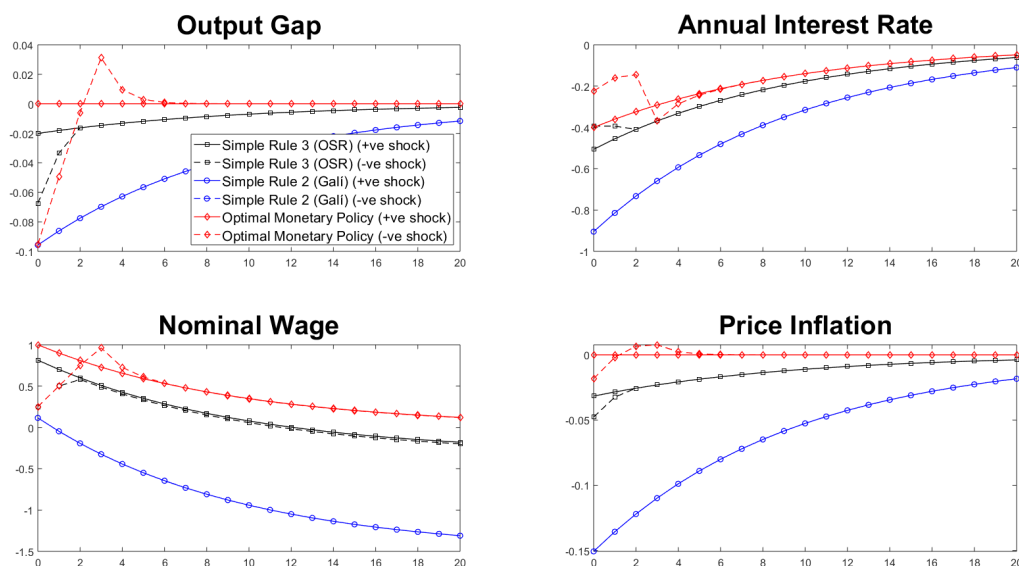 Output Gap
0.04
0.02
0
-0.02
-0.04
-0.06
-0.08
-0.1
0 2 4 6 8 10 12 14 16 18 20
Simple Rule 3 (OSR) (+ve shock)
Simple Rule 3 (OSR) (-ve shock)
Simple Rule 2 (Galí) (+ve shock)
Simple Rule 2 (Galí) (-ve shock)
Optimal Monetary Policy (+ve shock)
Optimal Monetary Policy (-ve shock)
Annual Interest Rate
0
-0.2
-0.4
-0.6
-0.8
-1
0 2 4 6 8 10 12 14 16 18 20
Nominal Wage
1
0.5
0
-0.5
-1
-1.5
0 2 4 6 8 10 12 14 16 18 20
Price Inflation
0
-0.05
-0.1
-0.15
0 2 4 6 8 10 12 14 16 18 20